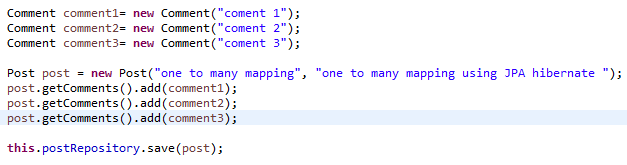 Comment comment1= new Comment("coment 1");
Comment comment2= new Comment("coment 2");
Comment comment3= new Comment("coment 3");
Post post = new Post("one to many mapping", "one to many mapping using JPA hibernate ");
post.getComments().add(comment1);
post.getComments().add(comment2);
post.getComments().add(comment3);
this.postRepository.save(post);